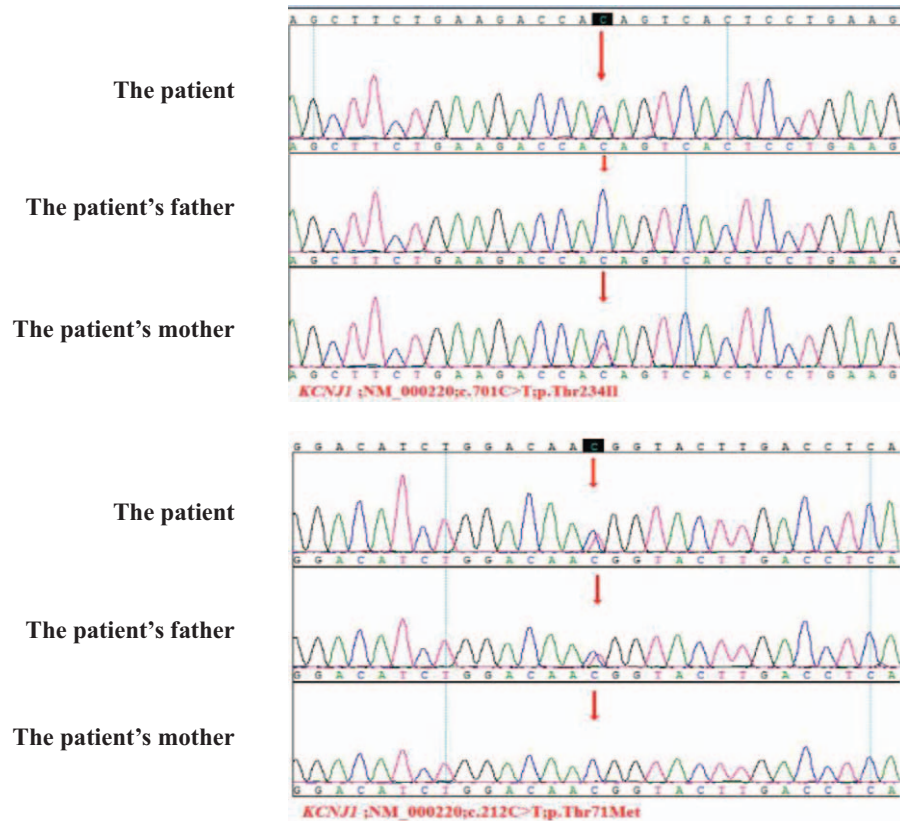 A G C T T C T G A A G A C C A C A G T C A C T C C T G A A G
The patient
A G C T T C T G A A G A C C A C A G T C A C T C C T G A A G
The patient's father
A G C T T C T G A A G A C C A C A G T C A C T C C T G A A G
The patient's mother
A G C T T C T G A A G A C C A C A G T C A C T C C T G A A G
KCNJ1 ;NM_000220;c.701C>T;p.Thr234Il
G G A C A T C T G G A C A A C G G T A C T T G A C C T C A
The patient
G G A C A T C T G G A C A A C G G T A C T T G A C C T C A
The patient's father
G G A C A T C T G G A C A A C G G T A C T T G A C C T C A
The patient's mother
G G A C A T C T G G A C A A C G G T A C T T G A C C T C A
KCNJ1 ;NM_000220;c.212C>T;p.Thr71Met